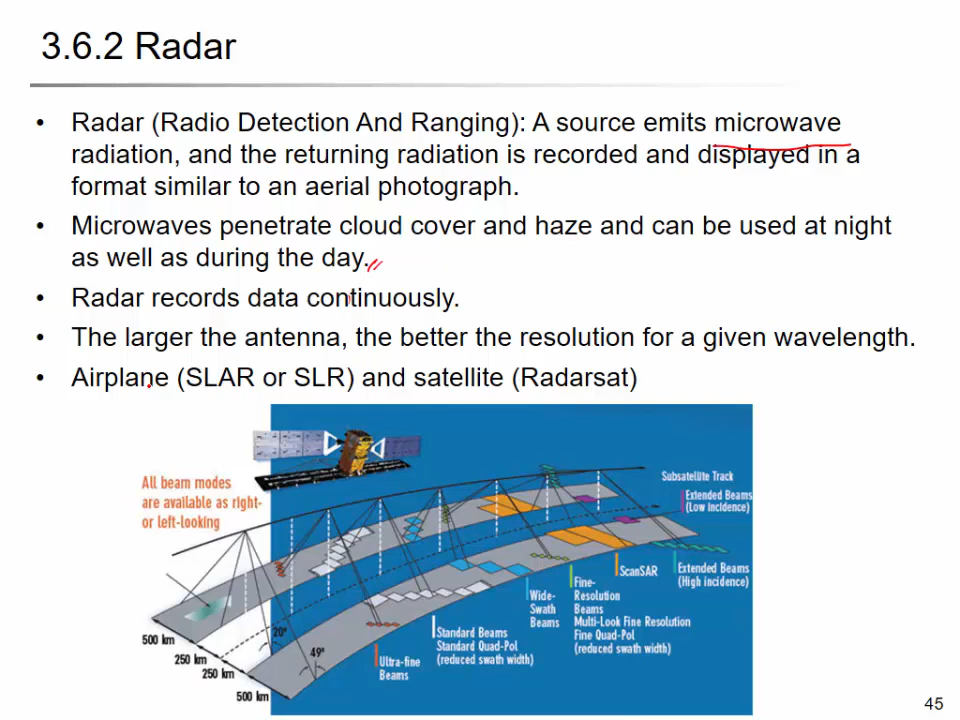 3.6.2 Radar
• Radar (Radio Detection And Ranging): A source emits microwave
radiation, and the returning radiation is recorded and displayed in a
format similar to an aerial photograph.
• Microwaves penetrate cloud cover and haze and can be used at night
as well as during the day.
• Radar records data continuously.
• The larger the antenna, the better the resolution for a given wavelength.
• Airplane (SLAR or SLR) and satellite (Radarsat)
All beam modes
are available as right-
or left-looking
Subsatellite Track
Extended Beams
(Low incidence)
ScanSAR
Extended Beams
(High incidence)
Fine-
Resolution
Beams
Multi-Look Fine Resolution
Fine Quad-Pol
(reduced swath width)
Wide-
Swath
Beams
Standard Beams
Standard Quad-Pol
(reduced swath width)
Ultra-fine
Beams
20°
49°
500 km
250 km
250 km
500 km
45